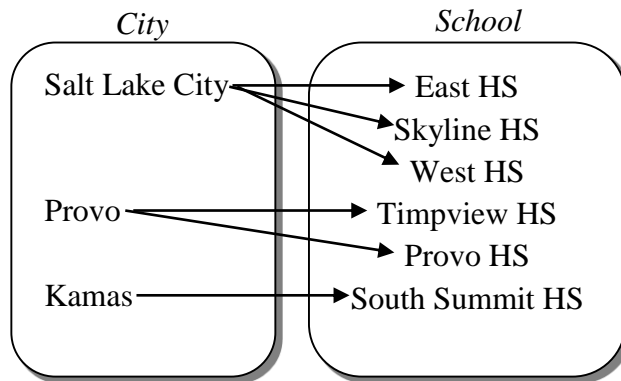 City
School
Salt Lake City
East HS
Skyline HS
West HS
Provo
Timpview HS
Provo HS
Kamas
South Summit HS